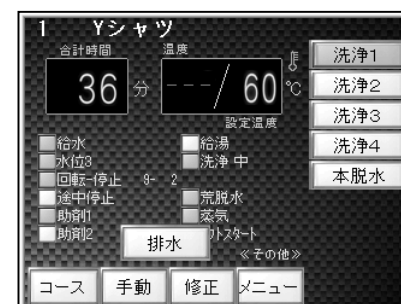 1 Yシャツ
合計時間 温度
36 分 ---/ 60 ℃
設定温度
給水 給湯
水位3 洗浄 中
回転-停止 9- 2
途中停止 荒脱水
助剤1 蒸気
助剤2 フトスタート
排水
≪その他≫
洗浄1
洗浄2
洗浄3
洗浄4
本脱水
コース 手動 修正 メニュー